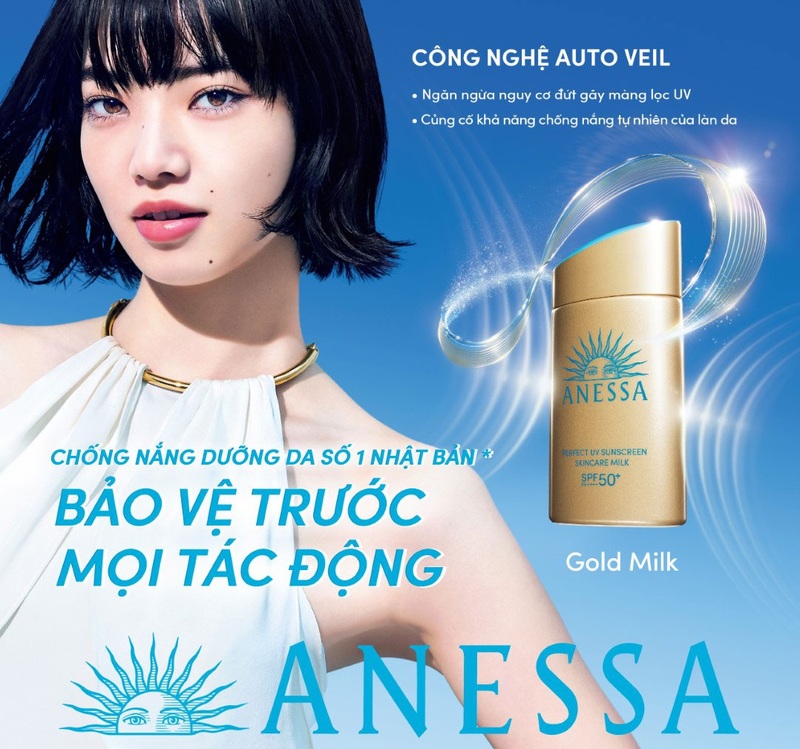 CÔNG NGHỆ AUTO VEIL
• Ngăn ngừa nguy cơ đứt gãy màng lọc UV
• Củng cố khả năng chống nắng tự nhiên của làn da
ANESSA
PERFECT UV SUNSCREEN
SKINCARE MILK
SPF50+
Gold Milk
CHỐNG NẮNG DƯỠNG DA SỐ 1 NHẬT BẢN*
BẢO VỆ TRƯỚC
MỌI TÁC ĐỘNG
ANESSA